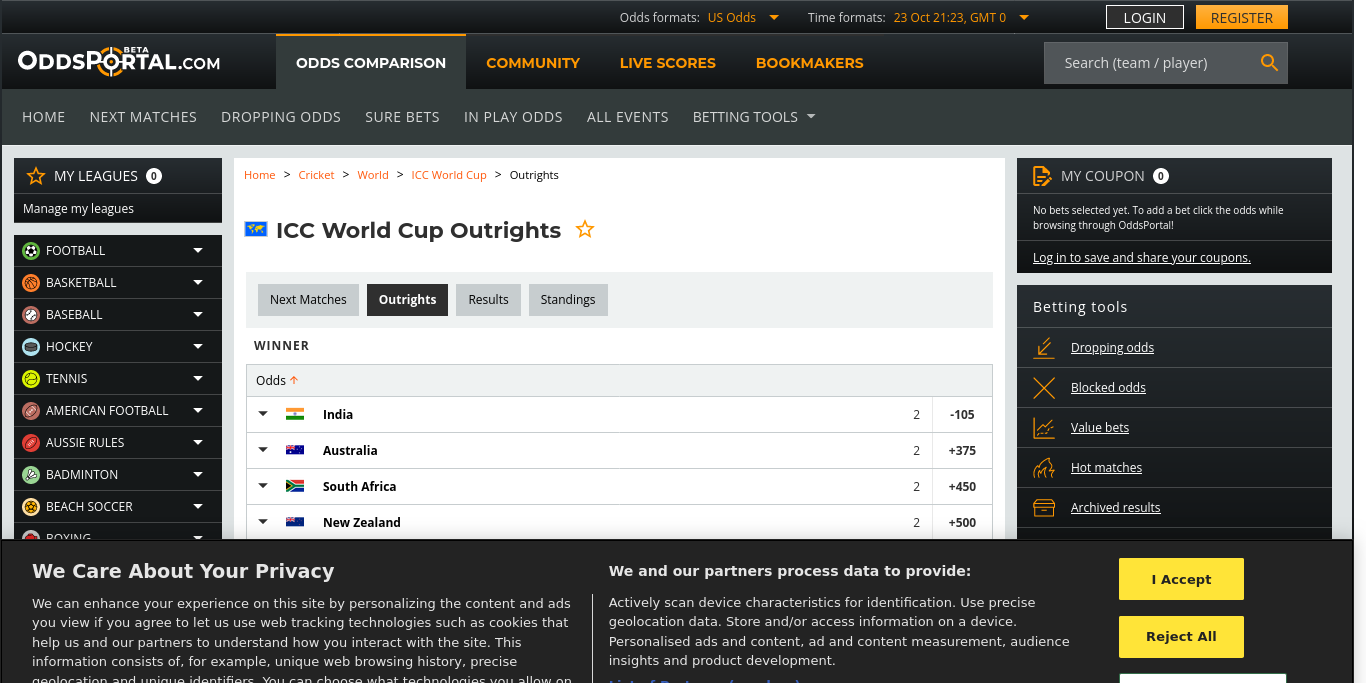 Odds formats: US Odds Time formats: 23 Oct 21:23, GMT 0 LOGIN REGISTER
ODDSPORTAL.COM BETA ODDS COMPARISON COMMUNITY LIVE SCORES BOOKMAKERS Search (team / player)
HOME NEXT MATCHES DROPPING ODDS SURE BETS IN PLAY ODDS ALL EVENTS BETTING TOOLS
MY LEAGUES 0
Manage my leagues
FOOTBALL
BASKETBALL
BASEBALL
HOCKEY
TENNIS
AMERICAN FOOTBALL
AUSSIE RULES
BADMINTON
BEACH SOCCER
BOXING
Home > Cricket > World > ICC World Cup > Outrights
ICC World Cup Outrights
Next Matches Outrights Results Standings
WINNER
Odds
India 2 -105
Australia 2 +375
South Africa 2 +450
New Zealand 2 +500
MY COUPON 0
No bets selected yet. To add a bet click the odds while
browsing through OddsPortal!
Log in to save and share your coupons.
Betting tools
Dropping odds
Blocked odds
Value bets
Hot matches
Archived results
We Care About Your Privacy
We can enhance your experience on this site by personalizing the content and ads
you view if you agree to let us use web tracking technologies such as cookies that
help us and our partners to understand how you interact with the site. This
information consists of, for example, unique web browsing history, precise
geolocation and unique identifiers. You can choose what technologies you allow on
We and our partners process data to provide:
Actively scan device characteristics for identification. Use precise
geolocation data. Store and/or access information on a device.
Personalised ads and content, ad and content measurement, audience
insights and product development.
I Accept
Reject All